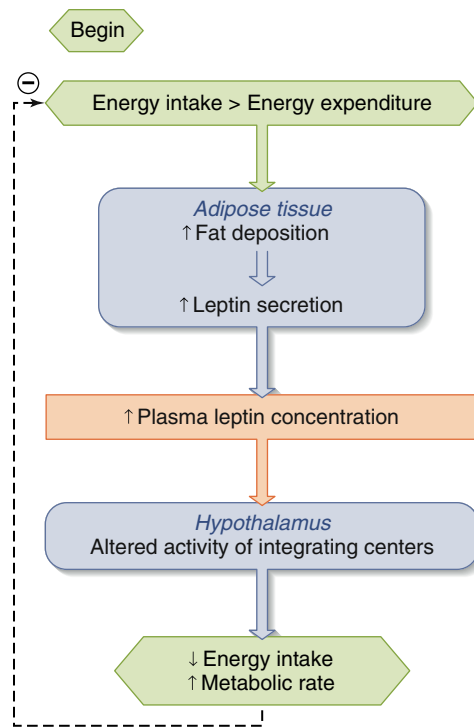 Begin
⊖
Energy intake > Energy expenditure
Adipose tissue
↑Fat deposition
↑Leptin secretion
↑Plasma leptin concentration
Hypothalamus
Altered activity of integrating centers
↓Energy intake
↑Metabolic rate